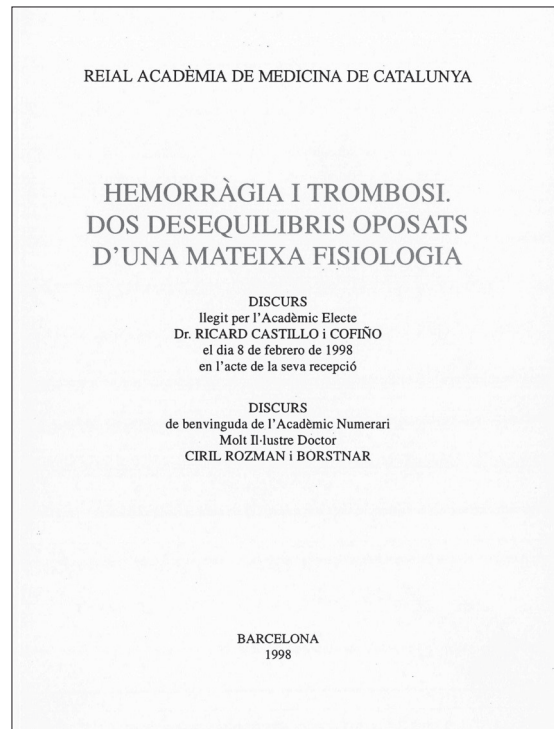 REIAL ACADÈMIA DE MEDICINA DE CATALUNYA
HEMORRÀGIA I TROMBOSI.
DOS DESEQUILIBRIS OPOSATS
D'UNA MATEIXA FISIOLOGIA
DISCURS
llegit per l'Acadèmic Electe
Dr. RICARD CASTILLO i COFIÑO
el dia 8 de febrero de 1998
en l'acte de la seva recepció
DISCURS
de benvinguda de l'Acadèmic Numerari
Molt Il·lustre Doctor
CIRIL ROZMAN i BORSTNAR
BARCELONA
1998